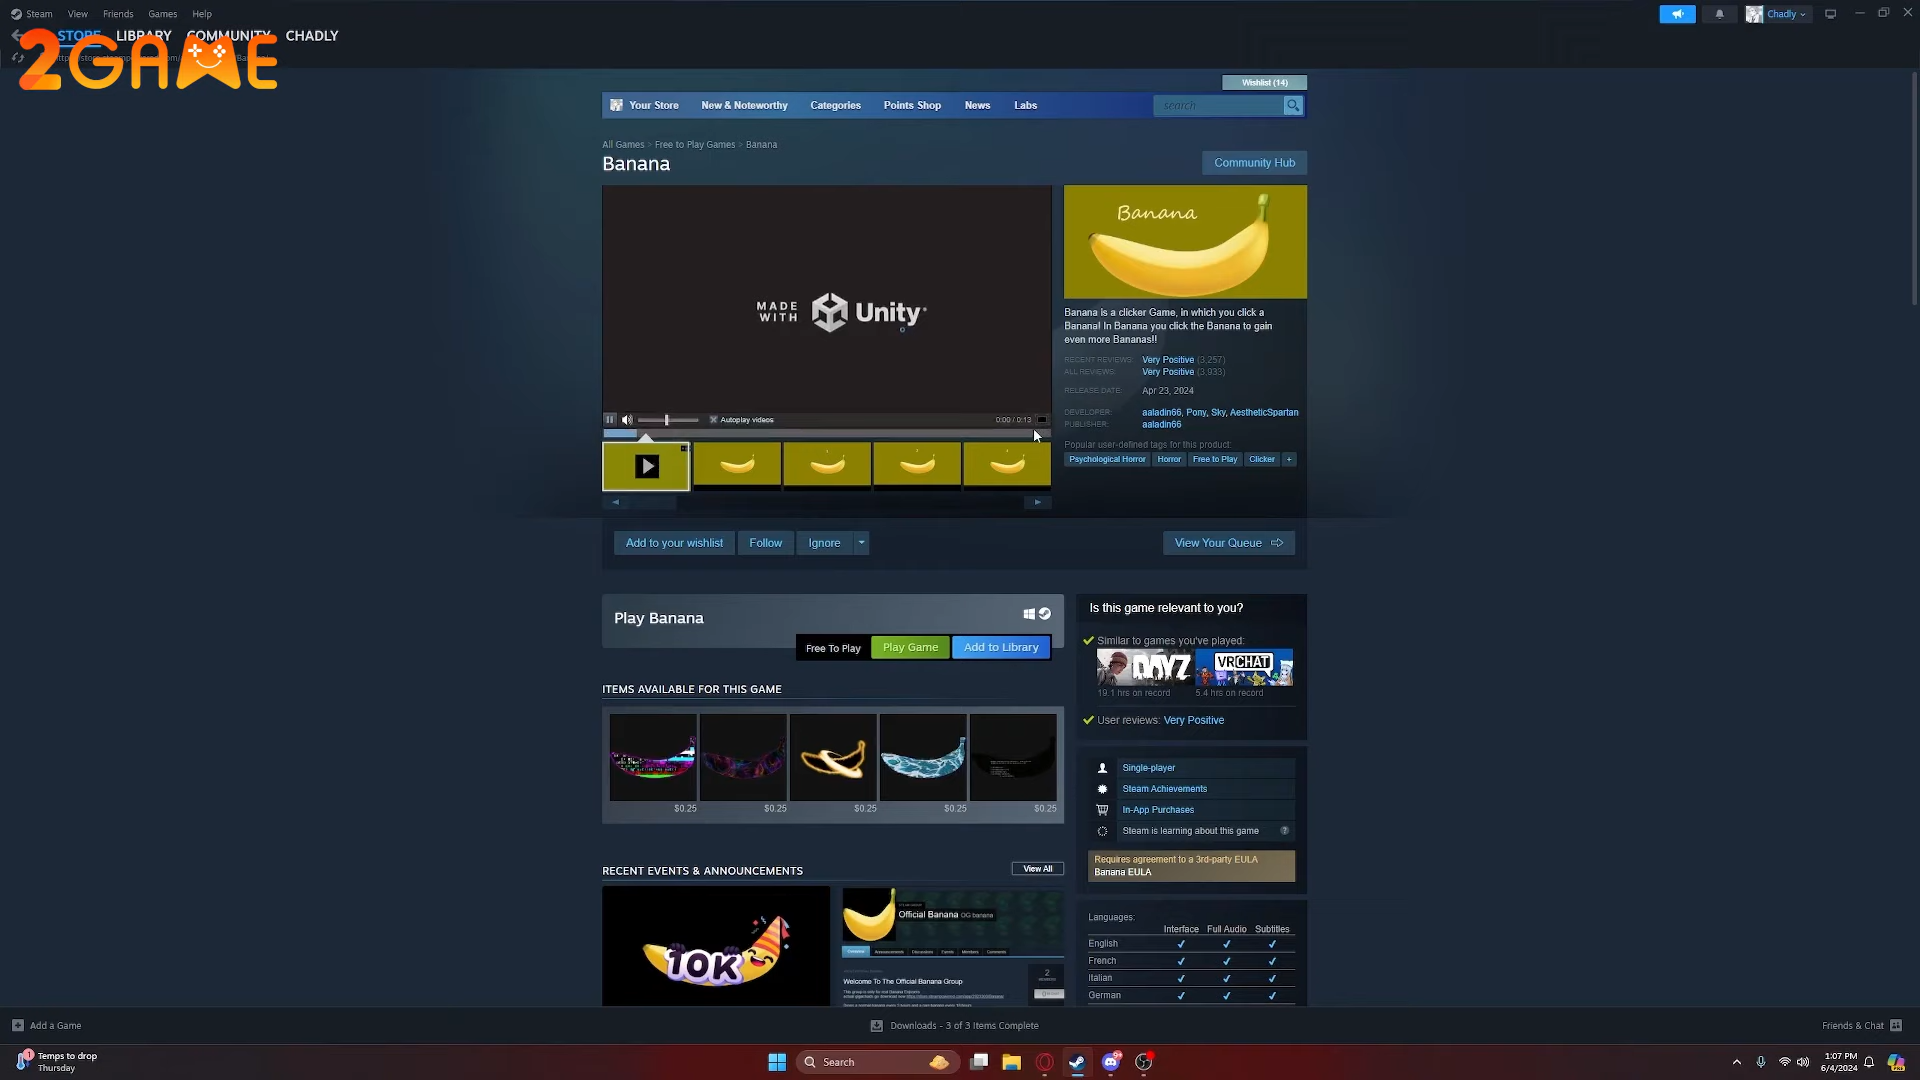 Steam View Friends Games Help
Chadly
STORE LIBRARY COMMUNITY CHADLY
2GAME
Wishlist (14)
Your Store New & Noteworthy Categories Points Shop News Labs
search
All Games > Free to Play Games > Banana
Banana
Community Hub
MADE WITH Unity
Banana
Banana is a clicker Game, in which you click a
Banana! In Banana you click the Banana to gain
even more Bananas!!
RECENT REVIEWS: Very Positive (3,257)
ALL REVIEWS: Very Positive (3,933)
RELEASE DATE: Apr 23, 2024
DEVELOPER: aaladin66, Pony, Sky, AestheticSpartan
PUBLISHER: aaladin66
Popular user-defined tags for this product:
Psychological Horror Horror Free to Play Clicker +
Autoplay videos
0:00 / 0:13
Add to your wishlist Follow Ignore
View Your Queue
Play Banana
Free To Play Play Game Add to Library
Is this game relevant to you?
Similar to games you've played:
DAYZ VRCHAT
19.1 hrs on record 5.4 hrs on record
User reviews: Very Positive
ITEMS AVAILABLE FOR THIS GAME
$0.25 $0.25 $0.25 $0.25 $0.25
Single-player
Steam Achievements
In-App Purchases
Steam is learning about this game ?
Requires agreement to a 3rd-party EULA
Banana EULA
RECENT EVENTS & ANNOUNCEMENTS
View All
10K
Official Banana OG banana
Welcome To The Official Banana Group
2
Languages:
Interface Full Audio Subtitles
English
French
Italian
German
Add a Game
Downloads - 3 of 3 Items Complete
Friends & Chat
1
Temps to drop
Thursday
Search
1:07 PM
6/4/2024